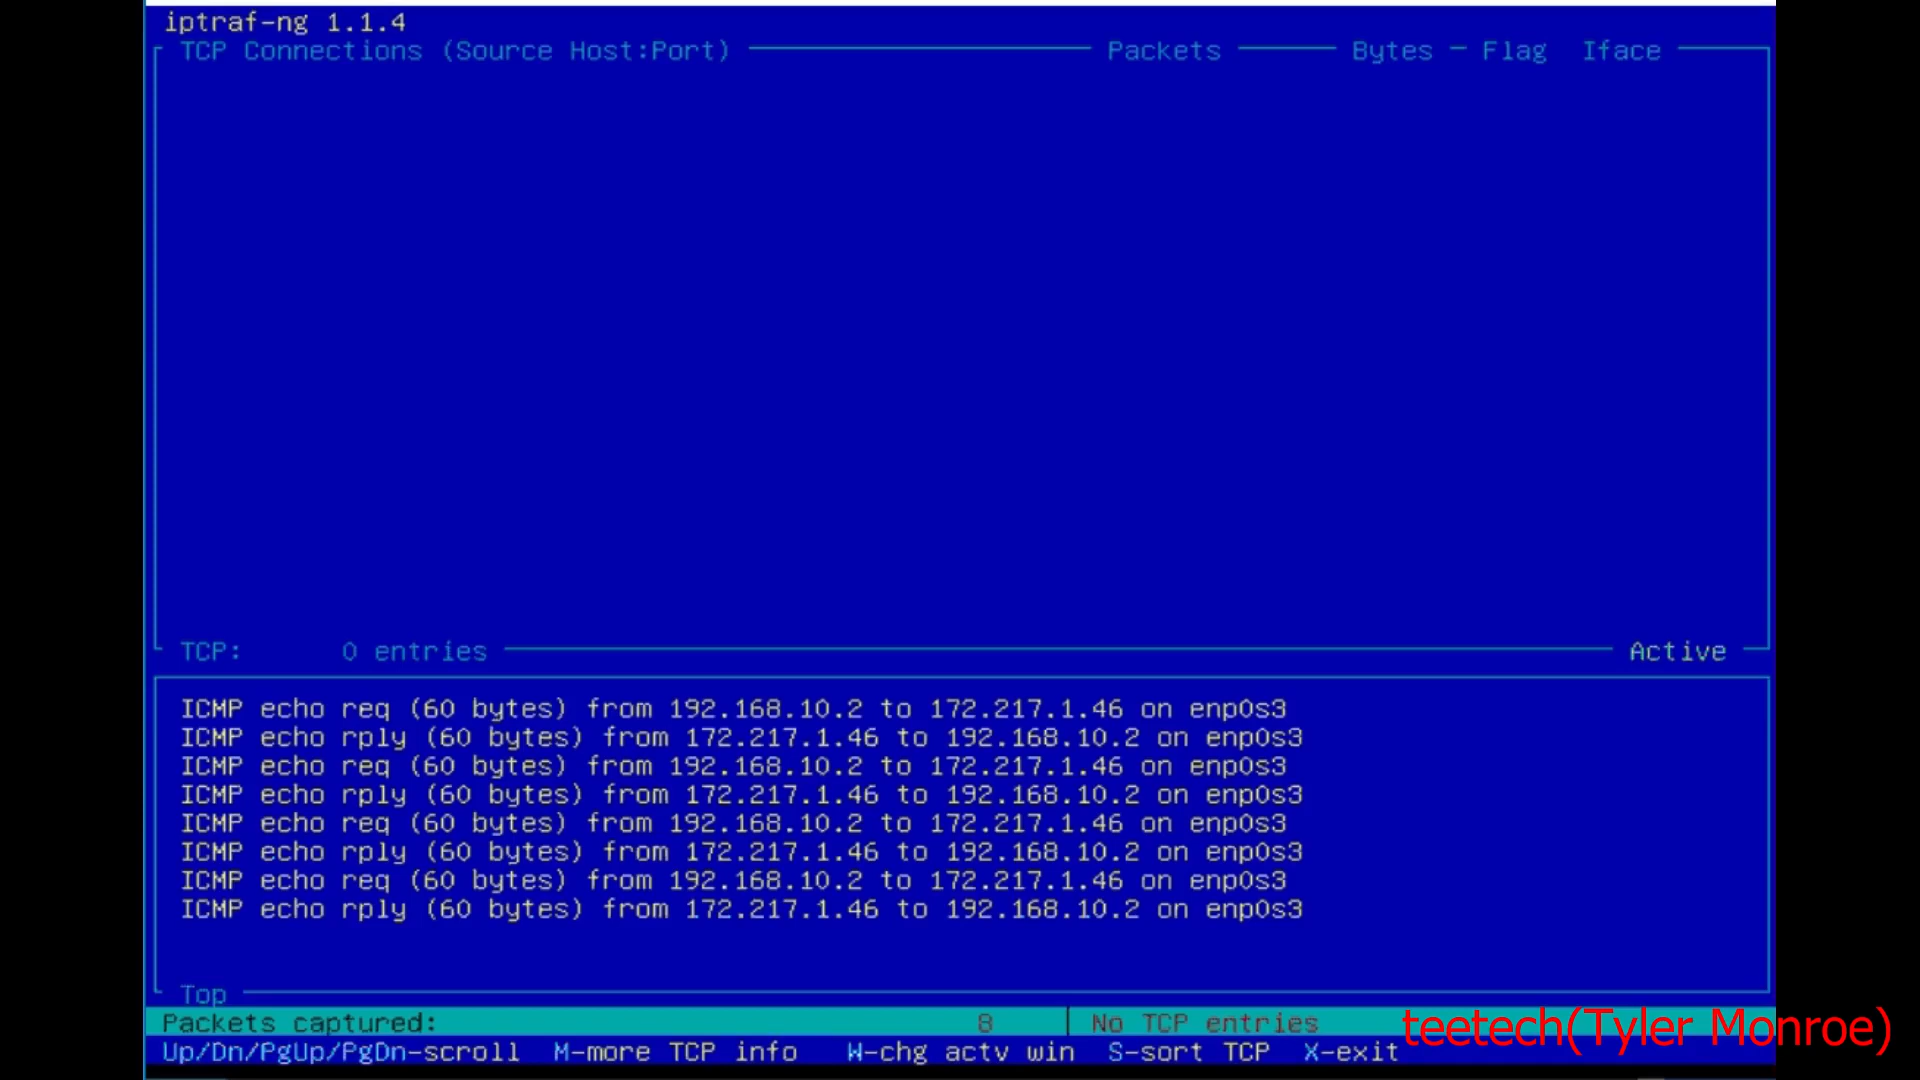 iptraf-ng 1.1.4
TCP Connections (Source Host:Port) Packets Bytes Flag Iface
TCP: 0 entries Active
ICMP echo req (60 bytes) from 192.168.10.2 to 172.217.1.46 on enp0s3
ICMP echo rply (60 bytes) from 172.217.1.46 to 192.168.10.2 on enp0s3
ICMP echo req (60 bytes) from 192.168.10.2 to 172.217.1.46 on enp0s3
ICMP echo rply (60 bytes) from 172.217.1.46 to 192.168.10.2 on enp0s3
ICMP echo req (60 bytes) from 192.168.10.2 to 172.217.1.46 on enp0s3
ICMP echo rply (60 bytes) from 172.217.1.46 to 192.168.10.2 on enp0s3
ICMP echo req (60 bytes) from 192.168.10.2 to 172.217.1.46 on enp0s3
ICMP echo rply (60 bytes) from 172.217.1.46 to 192.168.10.2 on enp0s3
Top
Packets captured: 8 No TCP entries
teetech(Tyler Monroe)
Up/Dn/PgUp/PgDn-scroll M-more TCP info W-chg actv win S-sort TCP X-exit